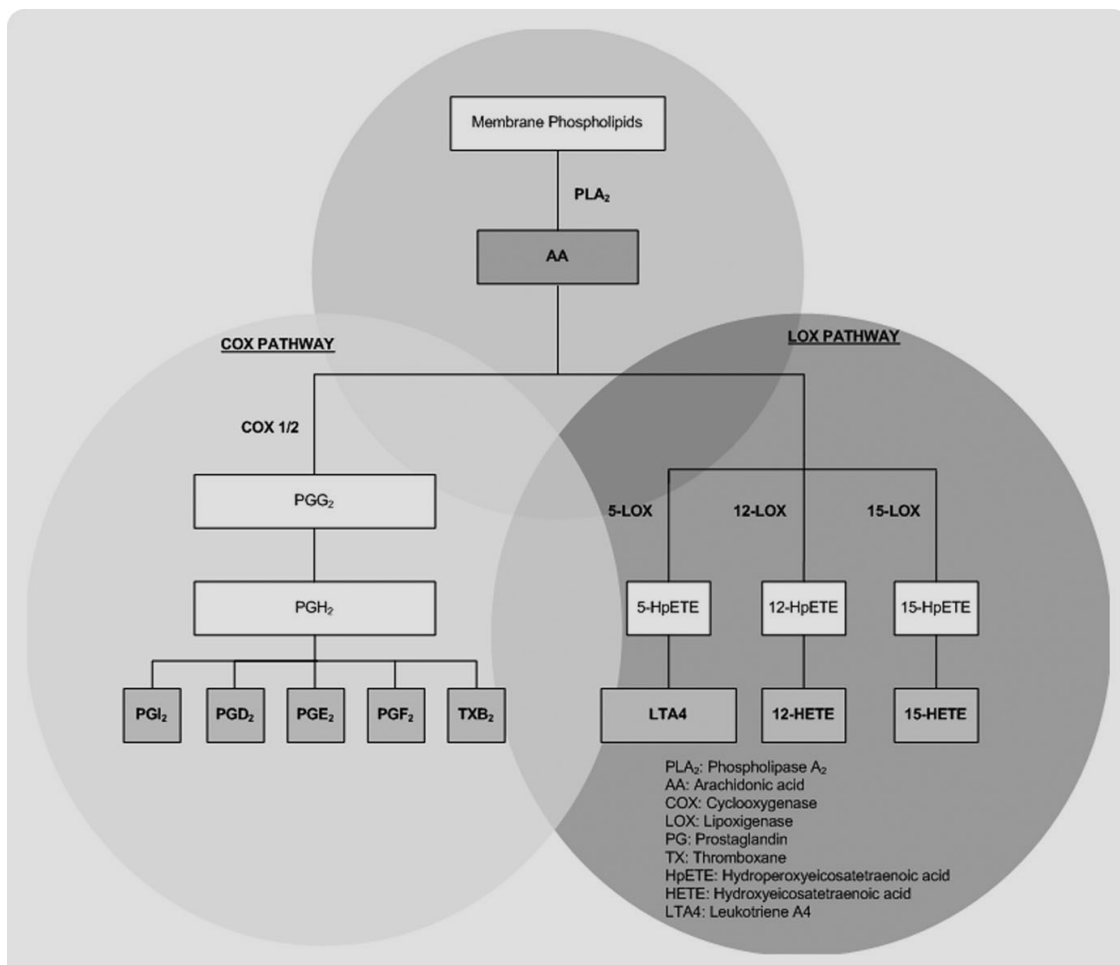 Membrane Phospholipids
PLA₂
AA
COX PATHWAY
LOX PATHWAY
COX 1/2
PGG₂
5-LOX
12-LOX
15-LOX
PGH₂
5-HpETE
12-HpETE
15-HpETE
PGI₂
PGD₂
PGE₂
PGF₂
TXB₂
LTA4
12-HETE
15-HETE
PLA₂: Phospholipase A₂
AA: Arachidonic acid
COX: Cyclooxygenase
LOX: Lipoxigenase
PG: Prostaglandin
TX: Thromboxane
HpETE: Hydroperoxyeicosatetraenoic acid
HETE: Hydroxyeicosatetraenoic acid
LTA4: Leukotriene A4